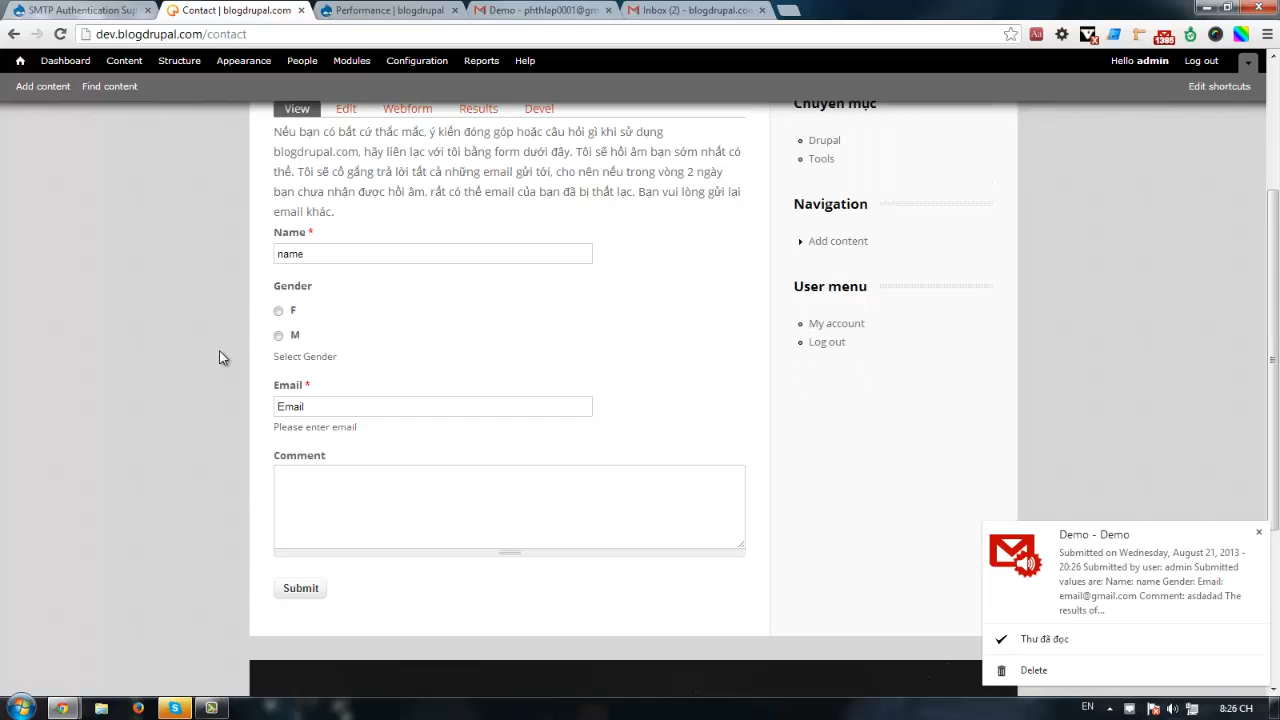 SMTP Authentication Sup
Contact | blogdrupal.com
Performance | blogdrupal
Demo - phthlap0001@gm
Inbox (2) - blogdrupal.co
dev.blogdrupal.com/contact
1385
Dashboard Content Structure Appearance People Modules Configuration Reports Help
Hello admin Log out
Add content Find content
Edit shortcuts
View Edit Webform Results Devel
Nếu bạn có bất cứ thắc mắc, ý kiến đóng góp hoặc câu hỏi gì khi sử dụng
blogdrupal.com, hãy liên lạc với tôi bằng form dưới đây. Tôi sẽ hồi âm bạn sớm nhất có
thể. Tôi sẽ cố gắng trả lời tất cả những email gửi tới, cho nên nếu trong vòng 2 ngày
bạn chưa nhận được hồi âm, rất có thể email của bạn đã bị thất lạc. Bạn vui lòng gửi lại
email khác.
Name *
name
Gender
F
M
Select Gender
Email *
Email
Please enter email
Comment
Submit
Chuyên mục
Drupal
Tools
Navigation
Add content
User menu
My account
Log out
Demo - Demo
Submitted on Wednesday, August 21, 2013 -
20:26 Submitted by user: admin Submitted
values are: Name: name Gender: Email:
email@gmail.com Comment: asdadad The
results of...
Thư đã đọc
Delete
EN
8:26 CH